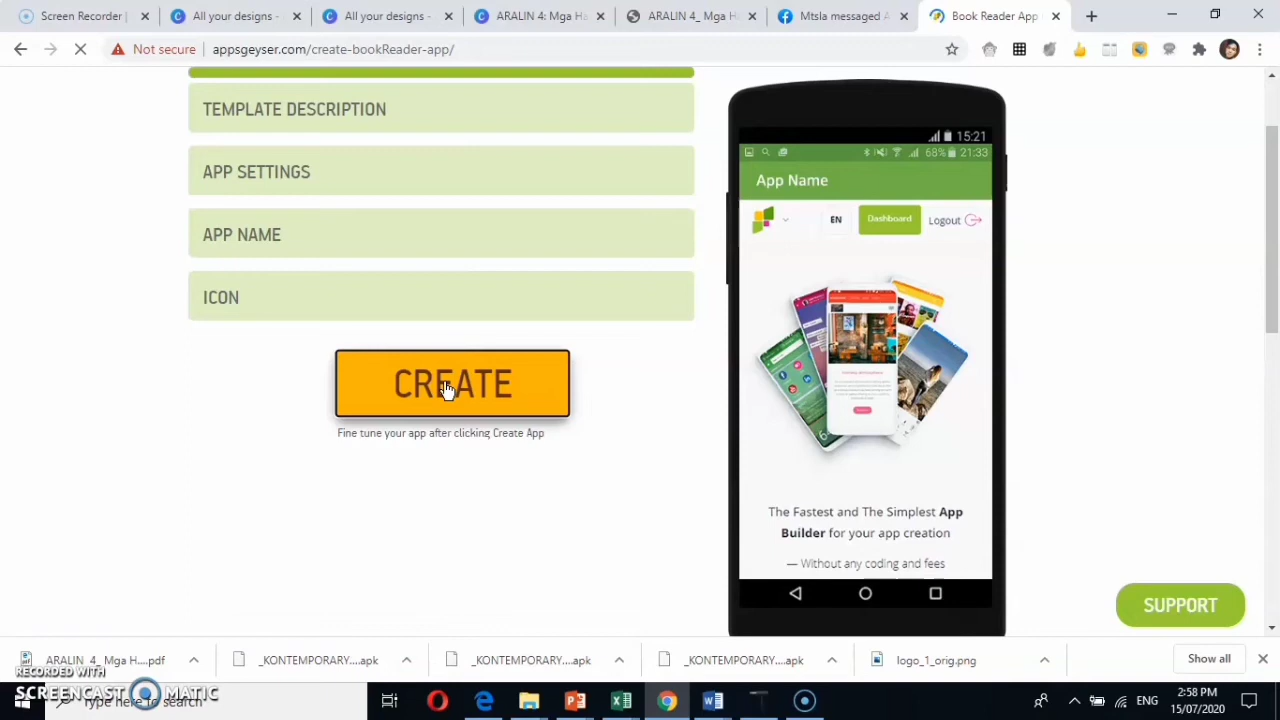 Screen Recorder |
All your designs -
All your designs -
ARALIN 4: Mga Ha
ARALIN 4_ Mga Ha
Mtsla messaged
Book Reader App
Not secure | appsgeyser.com/create-bookReader-app/
TEMPLATE DESCRIPTION
APP SETTINGS
APP NAME
ICON
CREATE
Fine tune your app after clicking Create App
15:21
68% 21:33
App Name
EN
Dashboard
Logout
The Fastest and The Simplest App
Builder for your app creation
— Without any coding and fees
SUPPORT
ARALIN 4_ Mga H....pdf
_KONTEMPORARY....apk
_KONTEMPORARY....apk
_KONTEMPORARY....apk
logo_1_orig.png
Show all
RECORDED WITH
SCREENCAST MATIC
Type here to search
ENG
2:58 PM
15/07/2020